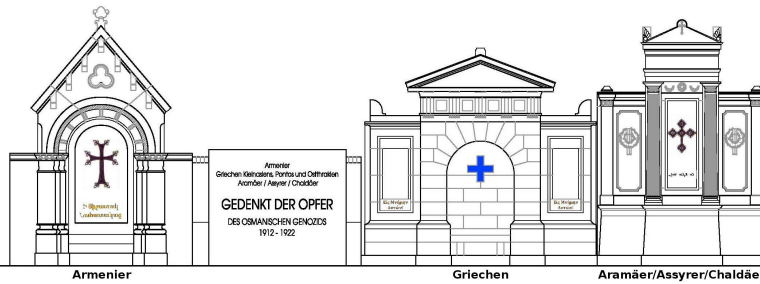 Armenier
Griechen Kleinasiens, Pontos und Ostthrakien
Aramäer / Assyrer / Chaldäer
GEDENKT DER OPFER
DES OSMANISCHEN GENOZIDS
1912 - 1922
Armenier
Griechen
Aramäer/Assyrer/Chaldäe